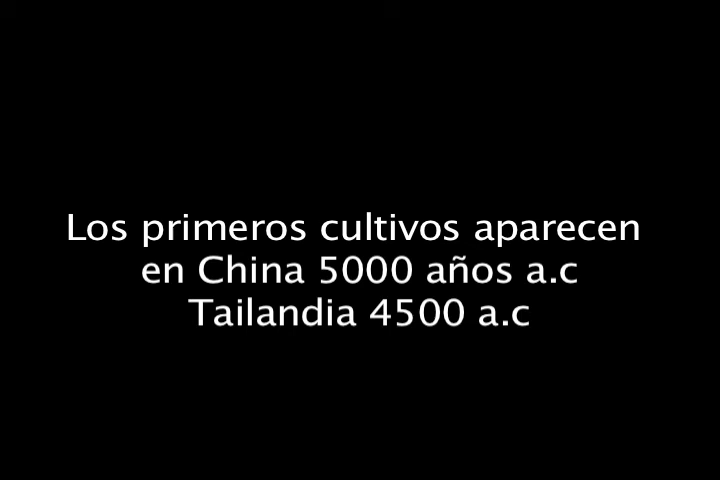 Los primeros cultivos aparecen
en China 5000 años a.c
Tailandia 4500 a.c